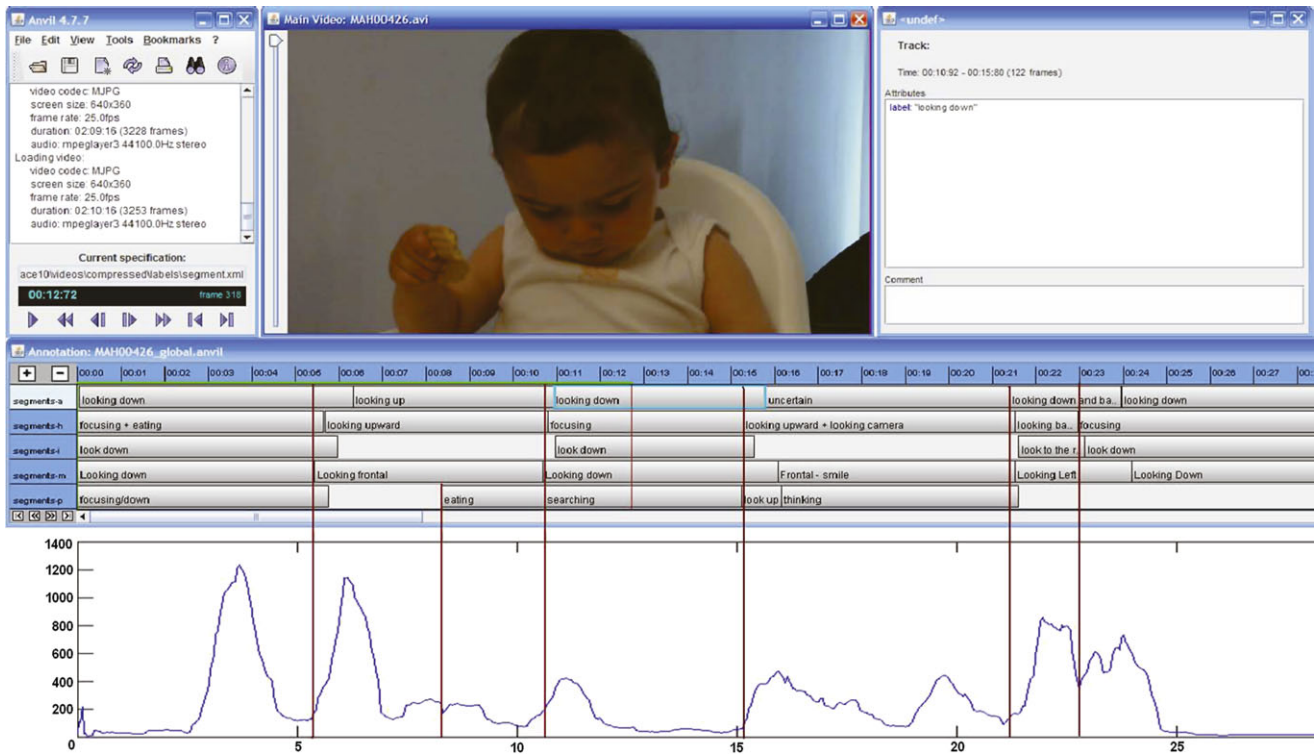 Anvil 4.7.7
File Edit View Tools Bookmarks ?
video codec: MJPG
screen size: 640x360
frame rate: 25.0fps
duration: 02:09:16 (3228 frames)
audio: mpeglayer3 44100.0Hz stereo
Loading video:
video codec: MJPG
screen size: 640x360
frame rate: 25.0fps
duration: 02:10:16 (3253 frames)
audio: mpeglayer3 44100.0Hz stereo
Current specification:
ace10\videos\compressed\labels\segment.xml
00:12:72 frame 318
Main Video: MAH00426.avi
<undef>
Track:
Time: 00:10:92 - 00:15:80 (122 frames)
Attributes
label: "looking down"
Comment
Annotation: MAH00426_global.anvil
00:00 00:01 00:02 00:03 00:04 00:05 00:06 00:07 00:08 00:09 00:10 00:11 00:12 00:13 00:14 00:15 00:16 00:17 00:18 00:19 00:20 00:21 00:22 00:23 00:24 00:25 00:26 00:27
segments-a looking down looking up looking down uncertain looking down and ba.. looking down
segments-h focusing + eating looking upward focusing looking upward + looking camera looking ba.. focusing
segments-i look down look down look to the r. look down
segments-m Looking down Looking frontal Looking down Frontal - smile Looking Left Looking Down
segments-p focusing/down eating searching look up thinking
1400
1200
1000
800
600
400
200
0 5 10 15 20 25